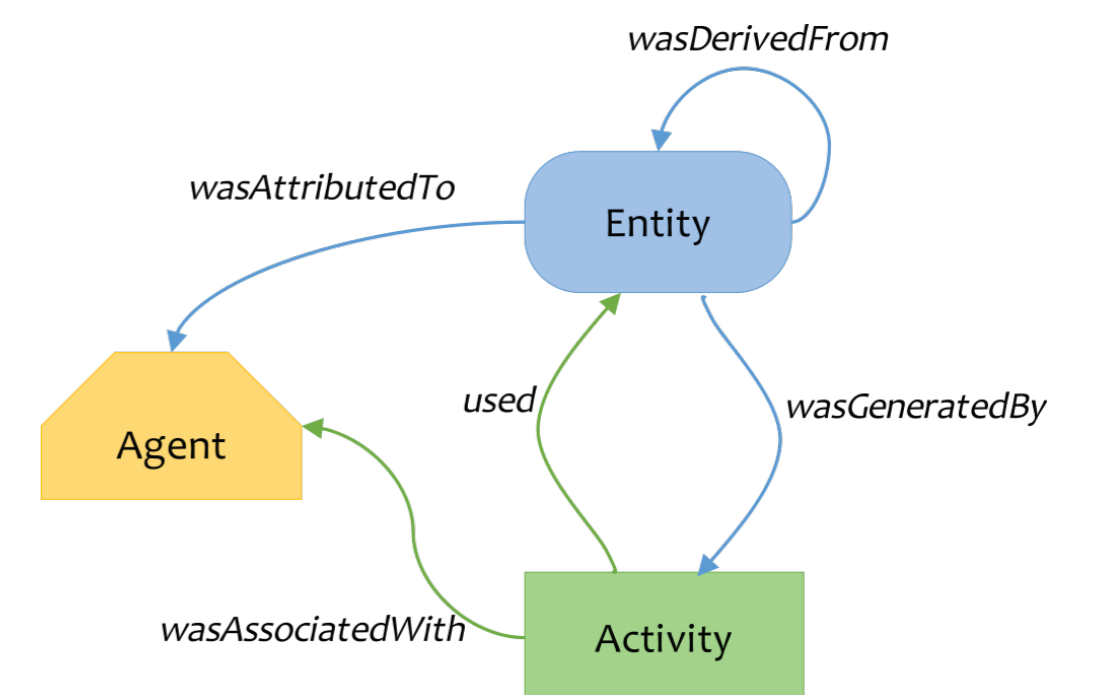 wasDerivedFrom
wasAttributedTo
Entity
used
wasGeneratedBy
Agent
wasAssociatedWith
Activity